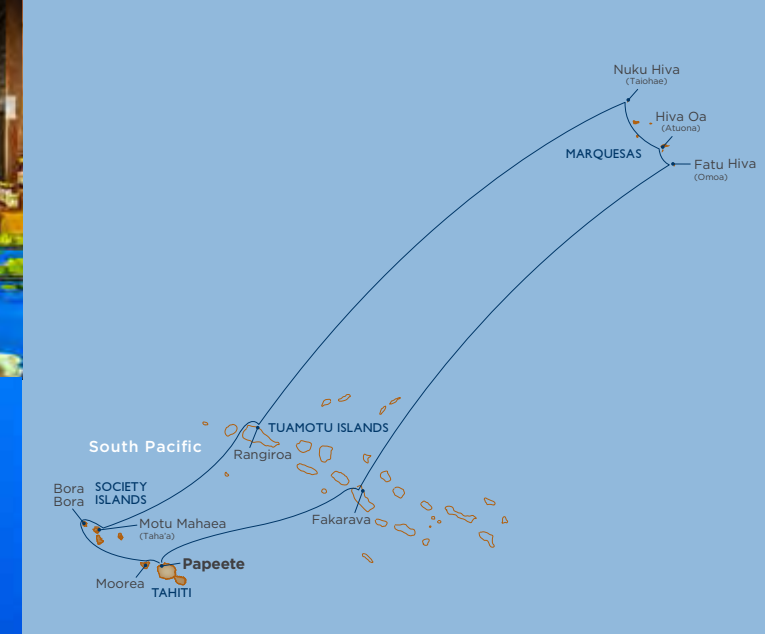 Nuku Hiva
(Taiohae)
Hiva Oa
(Atuona)
MARQUESAS
Fatu Hiva
(Omoa)
TUAMOTU ISLANDS
South Pacific
Rangiroa
Bora
Bora
SOCIETY
ISLANDS
Motu Mahaea
(Taha'a)
Fakarava
Papeete
Moorea
TAHITI